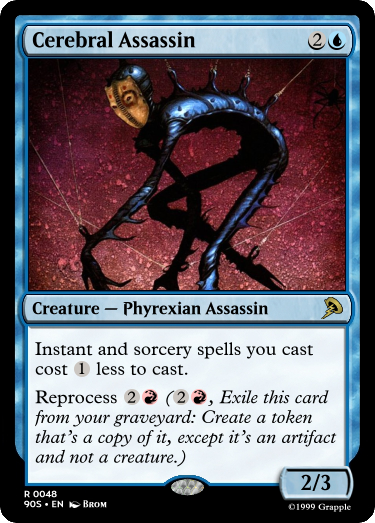 Cerebral Assassin 2
Creature — Phyrexian Assassin
Instant and sorcery spells you cast
cost 1 less to cast.
Reprocess 2 (2, Exile this card
from your graveyard: Create a token
that's a copy of it, except it's an artifact
and not a creature.)
2/3
R 0048
90S • EN BROM
©1999 Grapple